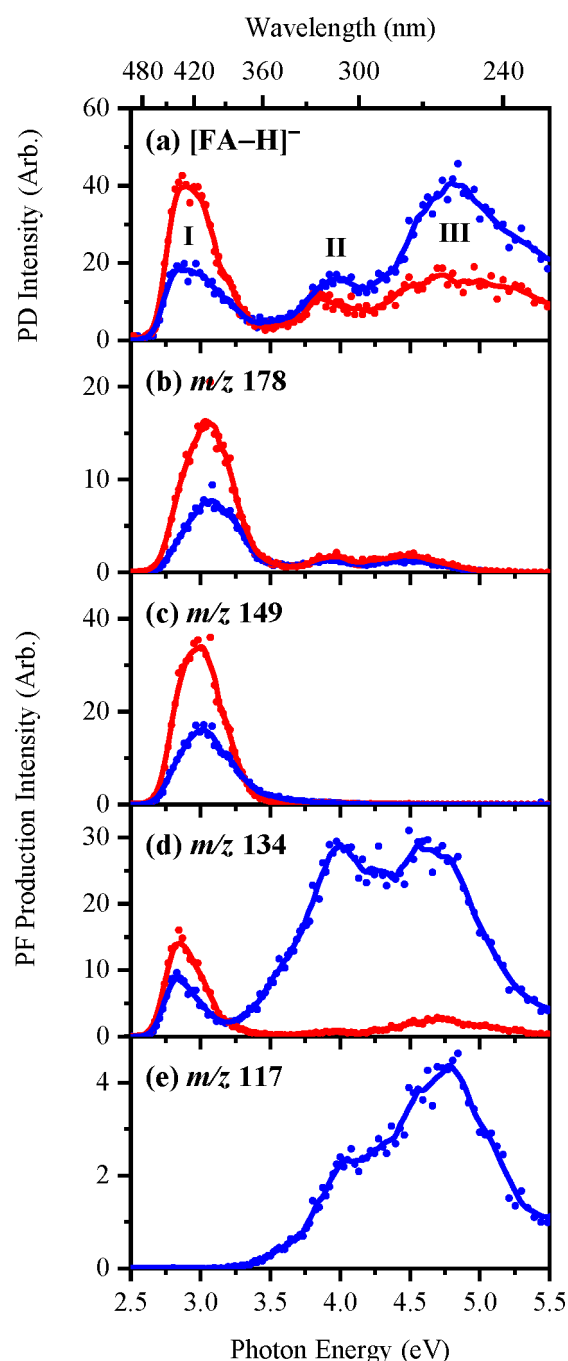 Wavelength (nm)
480 420 360 300 240
PD Intensity (Arb.)
60
40
20
0
(a) [FA−H]⁻
I
II
III
20
10
0
(b) m/z 178
PF Production Intensity (Arb.)
40
20
0
(c) m/z 149
30
20
10
0
(d) m/z 134
4
2
0
(e) m/z 117
2.5 3.0 3.5 4.0 4.5 5.0 5.5
Photon Energy (eV)